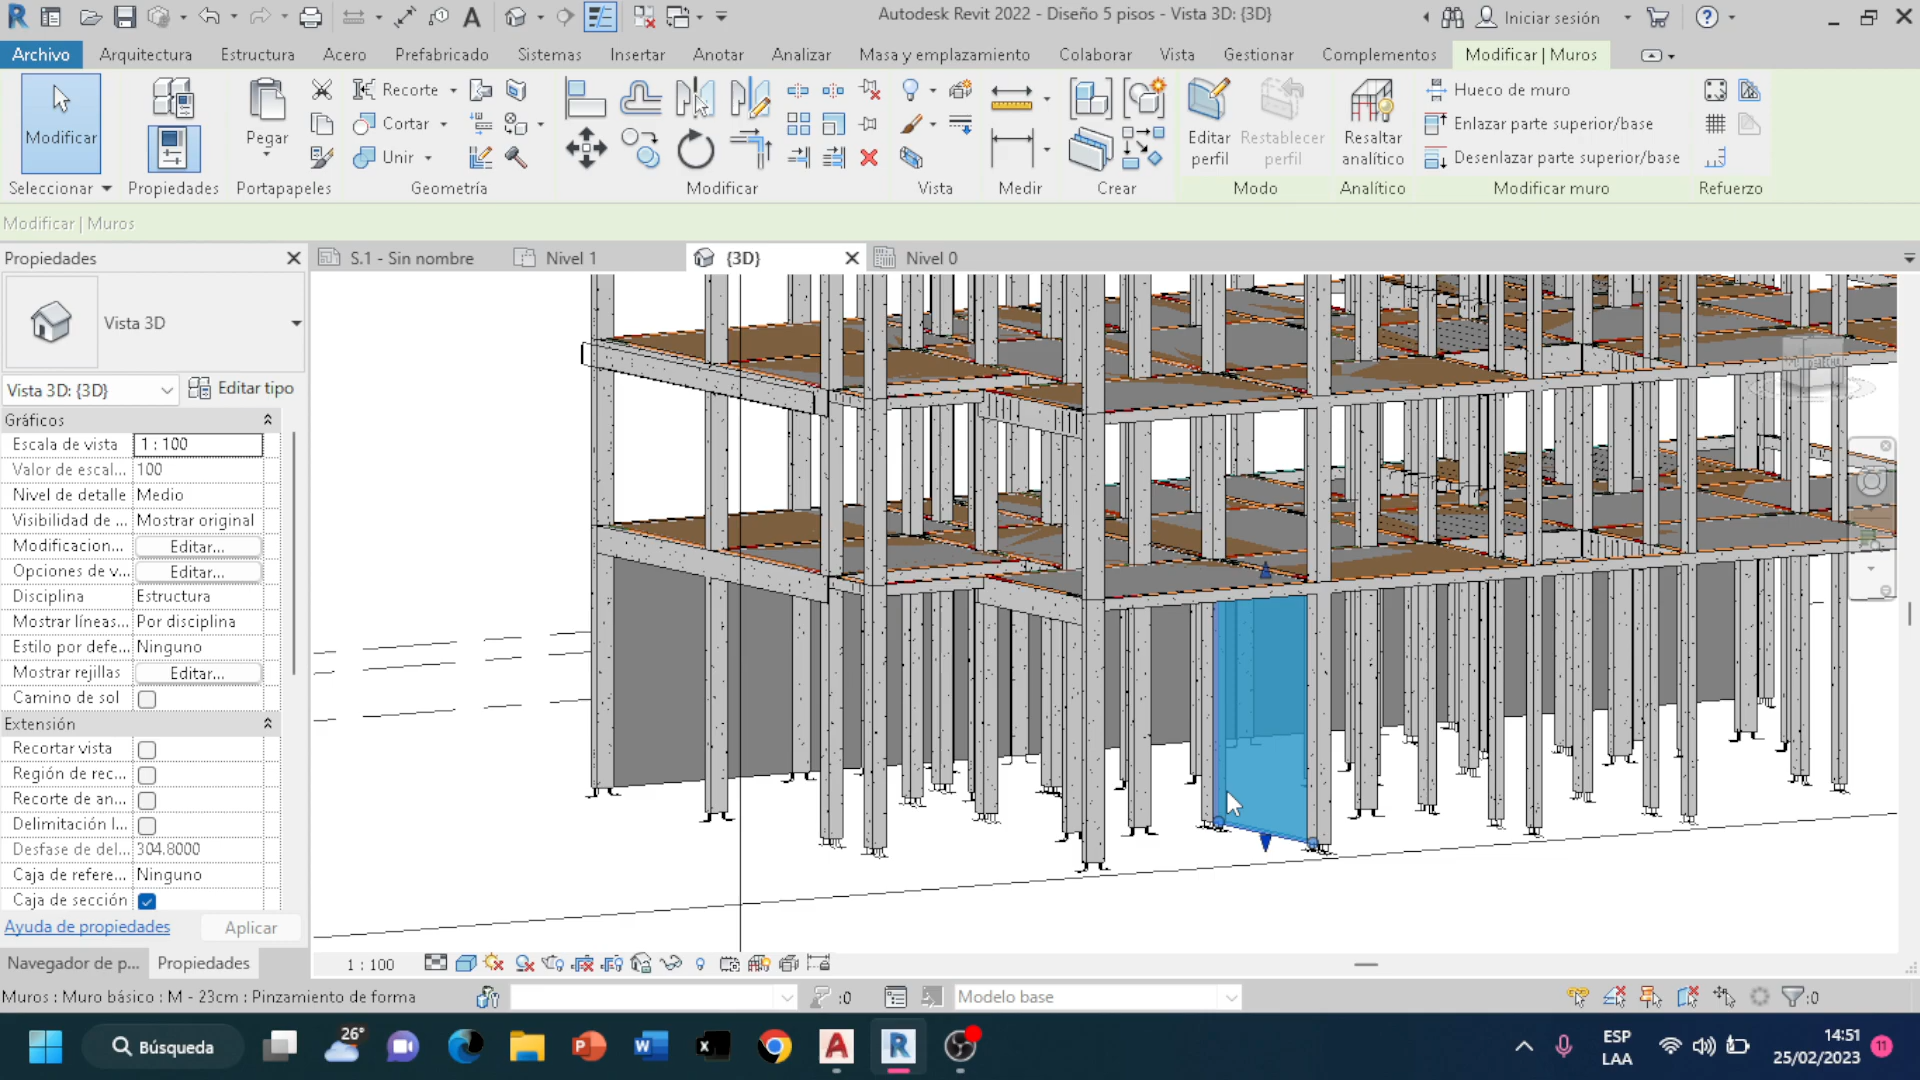 Autodesk Revit 2022 - Diseño 5 pisos - Vista 3D: {3D}
Iniciar sesión
Archivo
Arquitectura
Estructura
Acero
Prefabricado
Sistemas
Insertar
Anotar
Analizar
Masa y emplazamiento
Colaborar
Vista
Gestionar
Complementos
Modificar | Muros
Modificar
Pegar
Recorte
Cortar
Unir
Editar perfil
Restablecer perfil
Resaltar analítico
Hueco de muro
Enlazar parte superior/base
Desenlazar parte superior/base
Seleccionar
Propiedades
Portapapeles
Geometría
Modificar
Vista
Medir
Crear
Modo
Analítico
Modificar muro
Refuerzo
Modificar | Muros
Propiedades
S.1 - Sin nombre
Nivel 1
{3D}
Nivel 0
Vista 3D
Vista 3D: {3D}
Editar tipo
Gráficos
Escala de vista 1 : 100
Valor de escal... 100
Nivel de detalle Medio
Visibilidad de ... Mostrar original
Modificacion... Editar...
Opciones de v... Editar...
Disciplina Estructura
Mostrar líneas... Por disciplina
Estilo por defe... Ninguno
Mostrar rejillas Editar...
Camino de sol
Extensión
Recortar vista
Región de rec...
Recorte de an...
Delimitación l...
Desfase de del... 304.8000
Caja de refere... Ninguno
Caja de sección
Ayuda de propiedades
Aplicar
Navegador de p...
Propiedades
1 : 100
Muros : Muro básico : M - 23cm : Pinzamiento de forma
:0
Modelo base
:0
Búsqueda
26°
ESP
LAA
14:51
25/02/2023
11